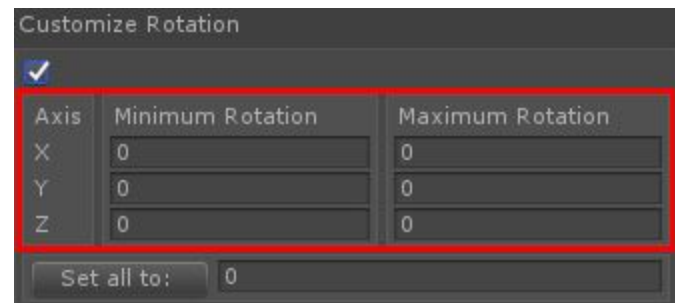 Customize Rotation
Axis Minimum Rotation Maximum Rotation
X 0 0
Y 0 0
Z 0 0
Set all to: 0